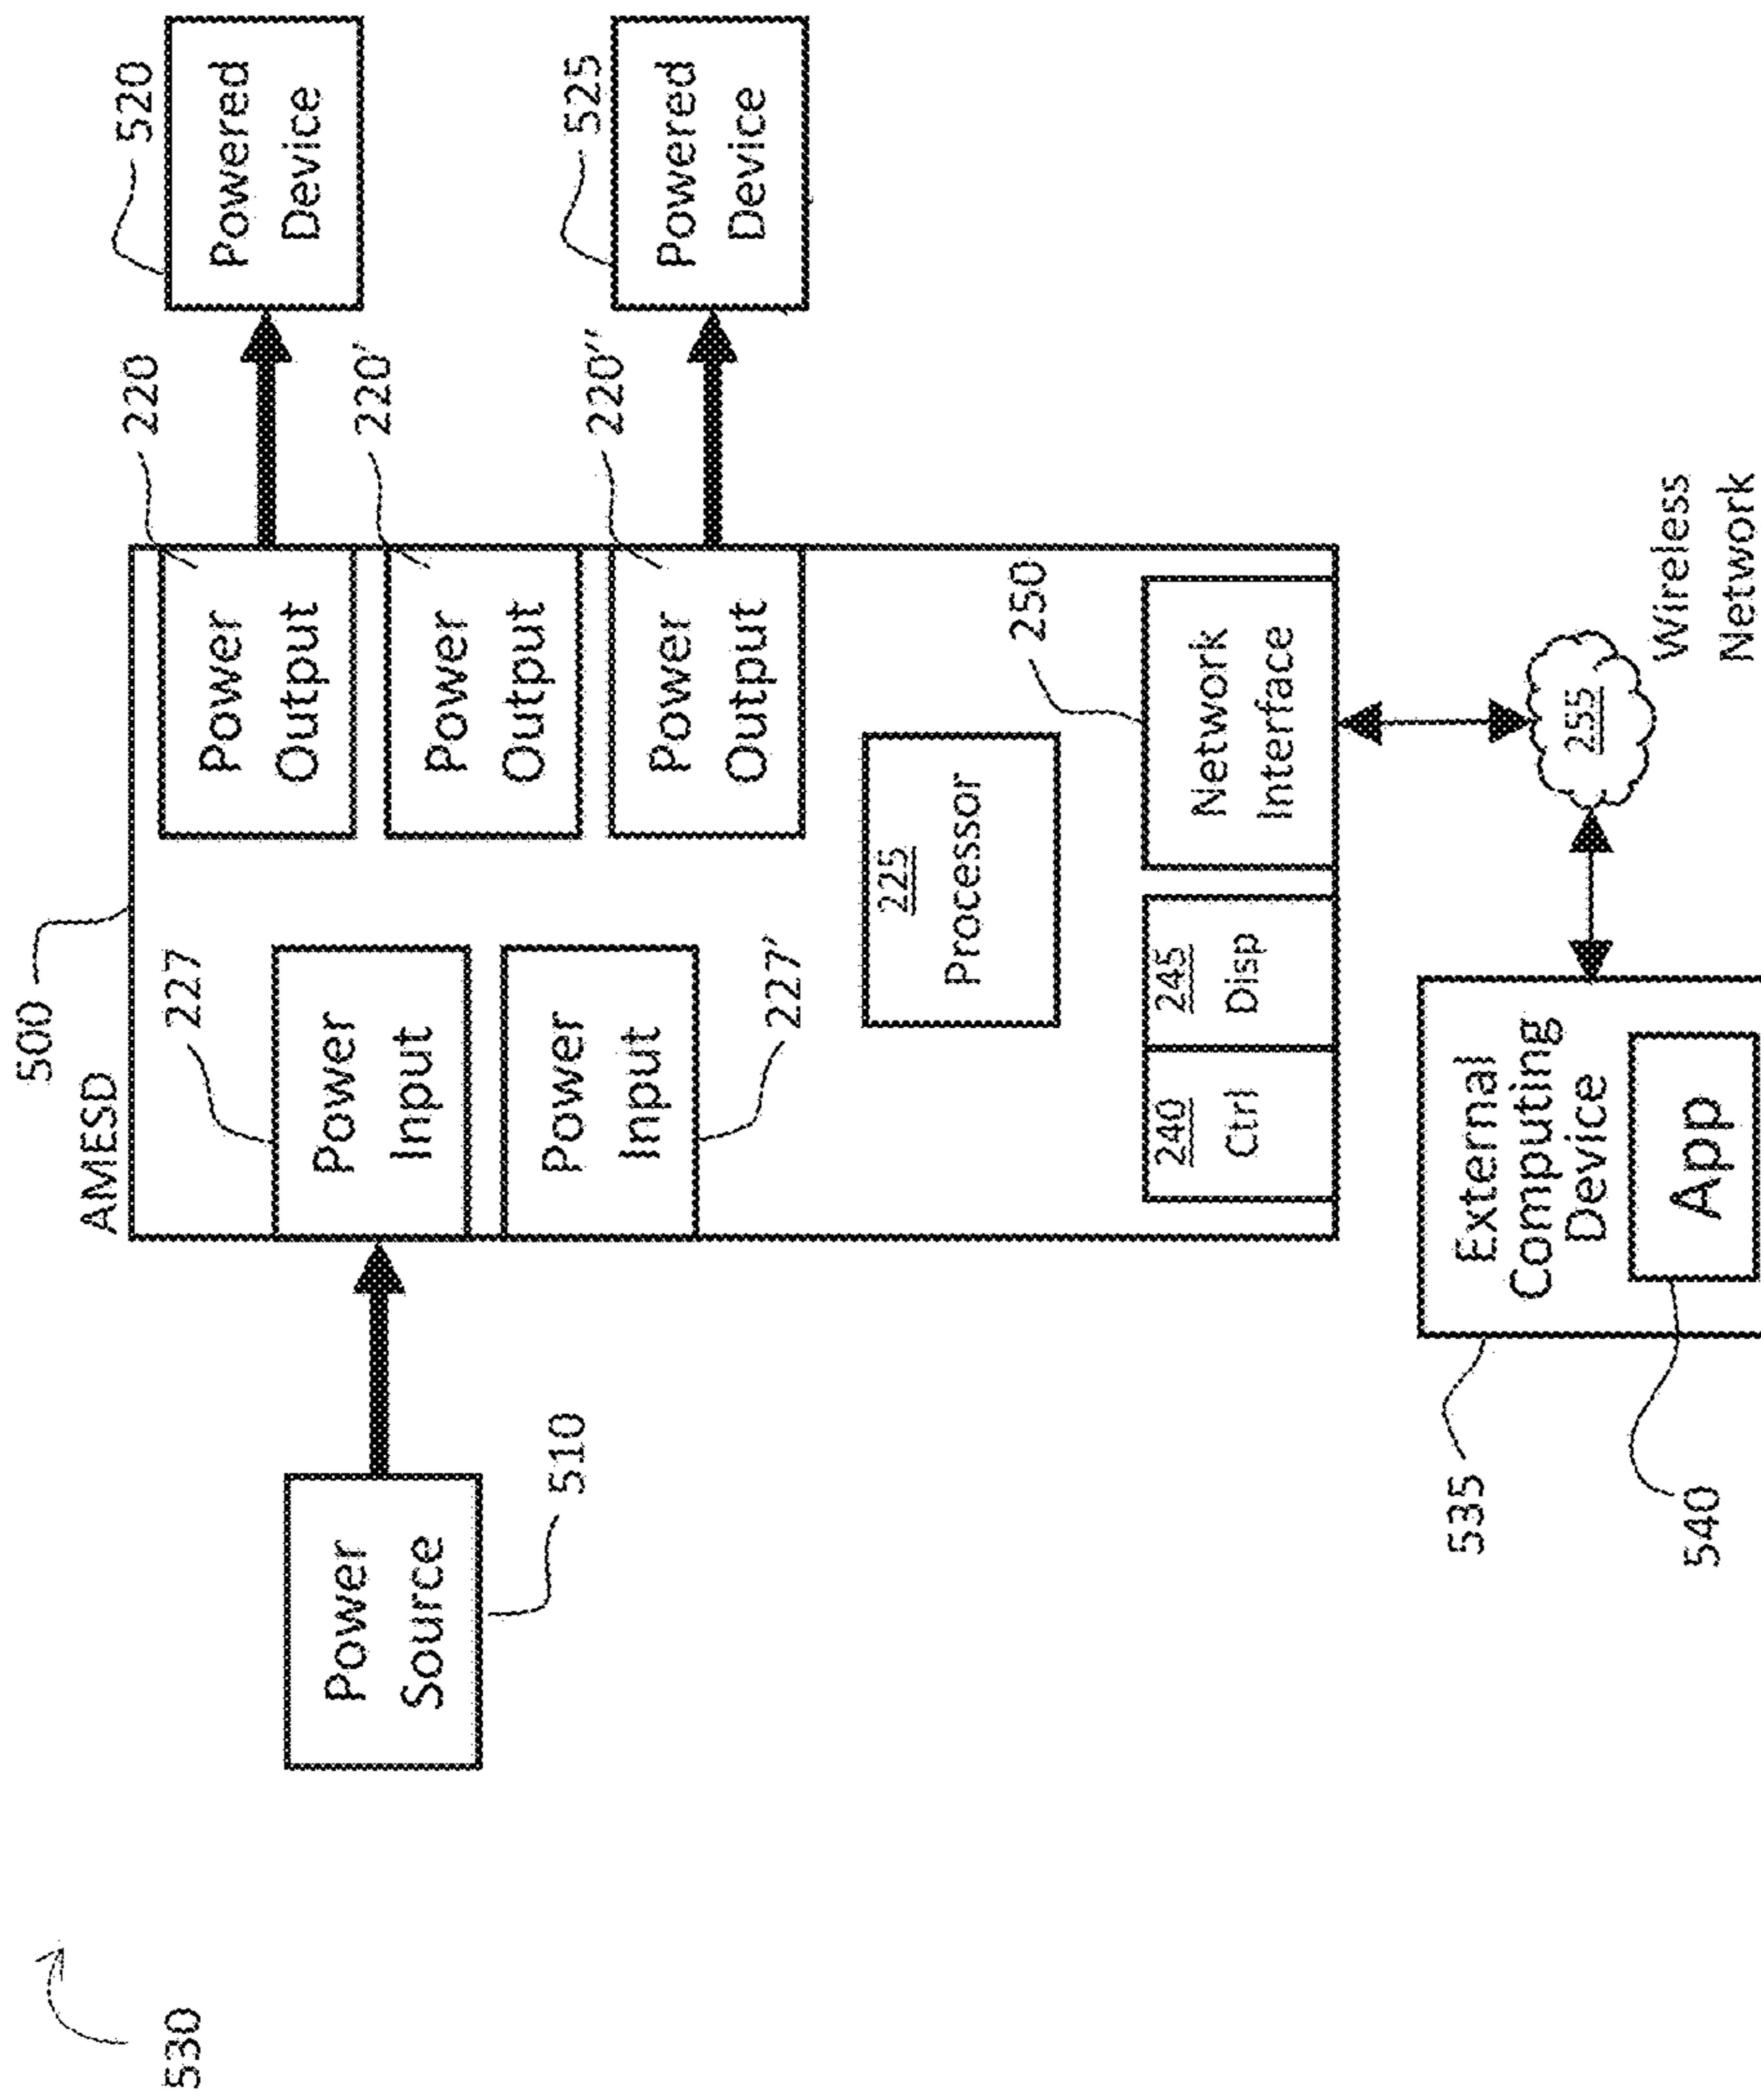 530
AMESD
500
Power
Source
510
227
Power
Input
Power
Input
227'
Power
Output
220
Power
Output
220'
Power
Output
220''
Powered
Device
520
Powered
Device
525
225
Processor
240
Ctrl
245
Disp
250
Network
Interface
255
Wireless
Network
External
Computing
Device
App
535
540